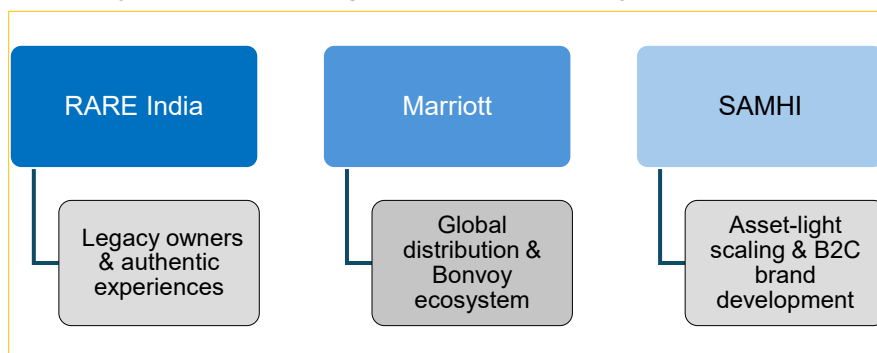 RARE India
Marriott
SAMHI
Legacy owners
& authentic
experiences
Global
distribution &
Bonvoy
ecosystem
Asset-light
scaling & B2C
brand
development